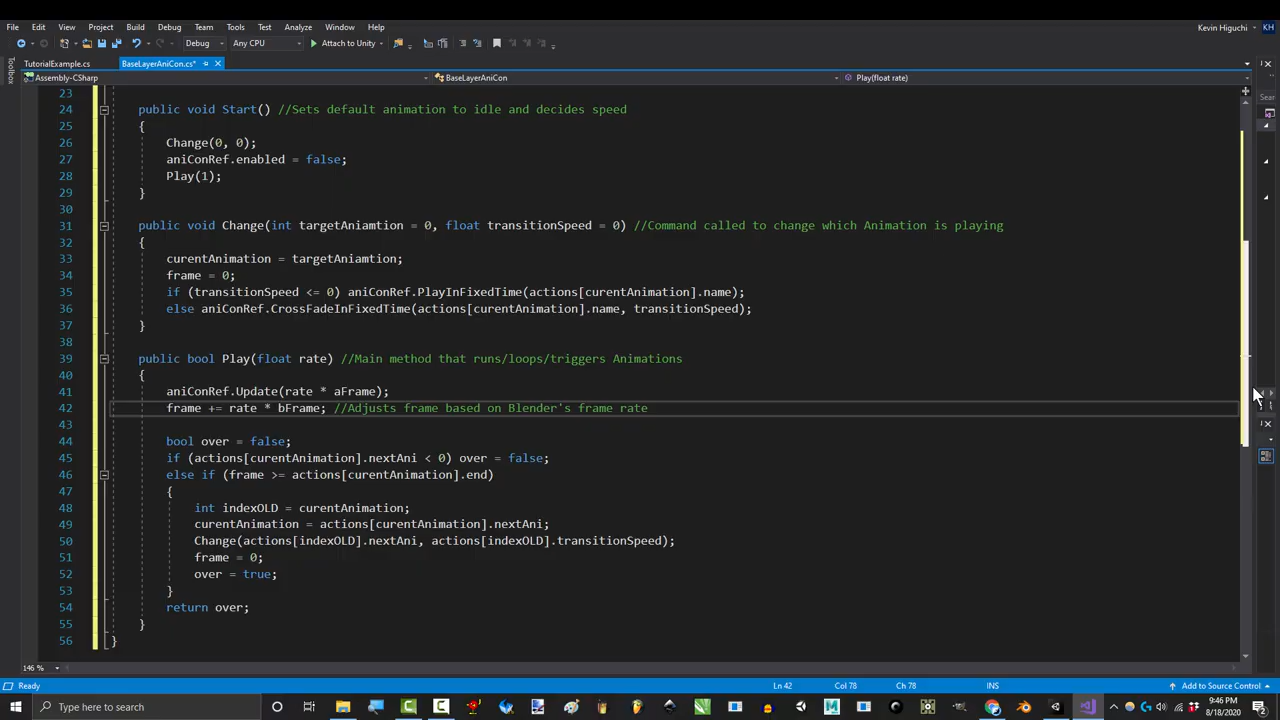 File Edit View Project Build Debug Team Tools Test Analyze Window Help Kevin Higuchi KH
Debug Any CPU Attach to Unity
TutorialExample.cs BaseLayerAniCon.cs*
Toolbox
Assembly-CSharp BaseLayerAniCon Play(float rate)
Sear
23
24 public void Start() //Sets default animation to idle and decides speed
25 {
26 Change(0, 0);
27 aniConRef.enabled = false;
28 Play(1);
29 }
30
31 public void Change(int targetAniamtion = 0, float transitionSpeed = 0) //Command called to change which Animation is playing
32 {
33 curentAnimation = targetAniamtion;
34 frame = 0;
35 if (transitionSpeed <= 0) aniConRef.PlayInFixedTime(actions[curentAnimation].name);
36 else aniConRef.CrossFadeInFixedTime(actions[curentAnimation].name, transitionSpeed);
37 }
38
39 public bool Play(float rate) //Main method that runs/loops/triggers Animations
40 {
41 aniConRef.Update(rate * aFrame);
42 frame += rate * bFrame; //Adjusts frame based on Blender's frame rate
43
44 bool over = false;
45 if (actions[curentAnimation].nextAni < 0) over = false;
46 else if (frame >= actions[curentAnimation].end)
47 {
48 int indexOLD = curentAnimation;
49 curentAnimation = actions[curentAnimation].nextAni;
50 Change(actions[indexOLD].nextAni, actions[indexOLD].transitionSpeed);
51 frame = 0;
52 over = true;
53 }
54 return over;
55 }
56 }
146 %
Ready Ln 42 Col 78 Ch 78 INS Add to Source Control
Type here to search 9:46 PM
8/18/2020